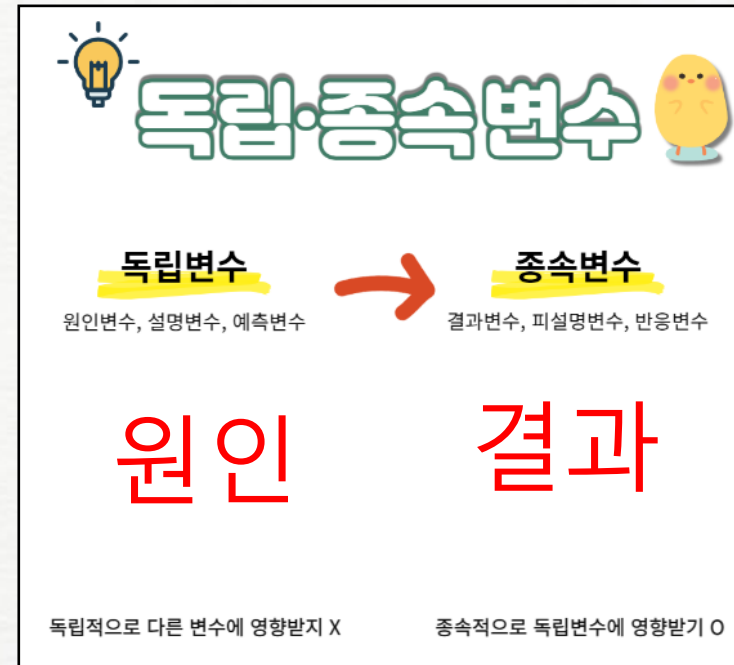 독립·종속 변수
독립변수
종속변수
원인변수, 설명변수, 예측변수
결과변수, 피설명변수, 반응변수
원인
결과
독립적으로 다른 변수에 영향받지 X
종속적으로 독립변수에 영향받기 O